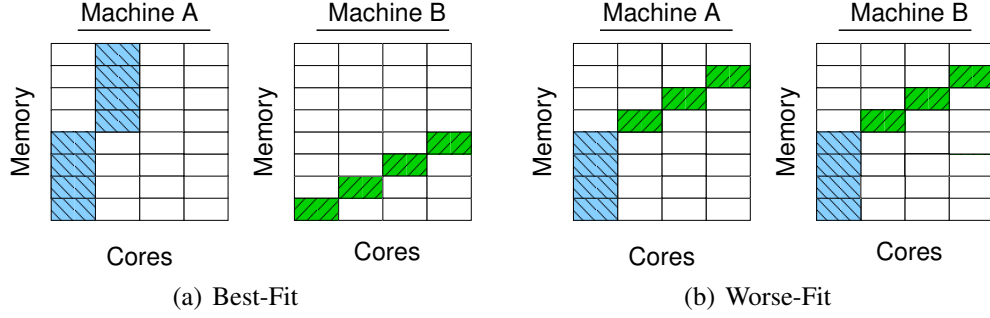 Machine A
Machine B
Machine A
Machine B
Memory
Memory
Memory
Memory
Cores
Cores
Cores
Cores
(a) Best-Fit
(b) Worse-Fit